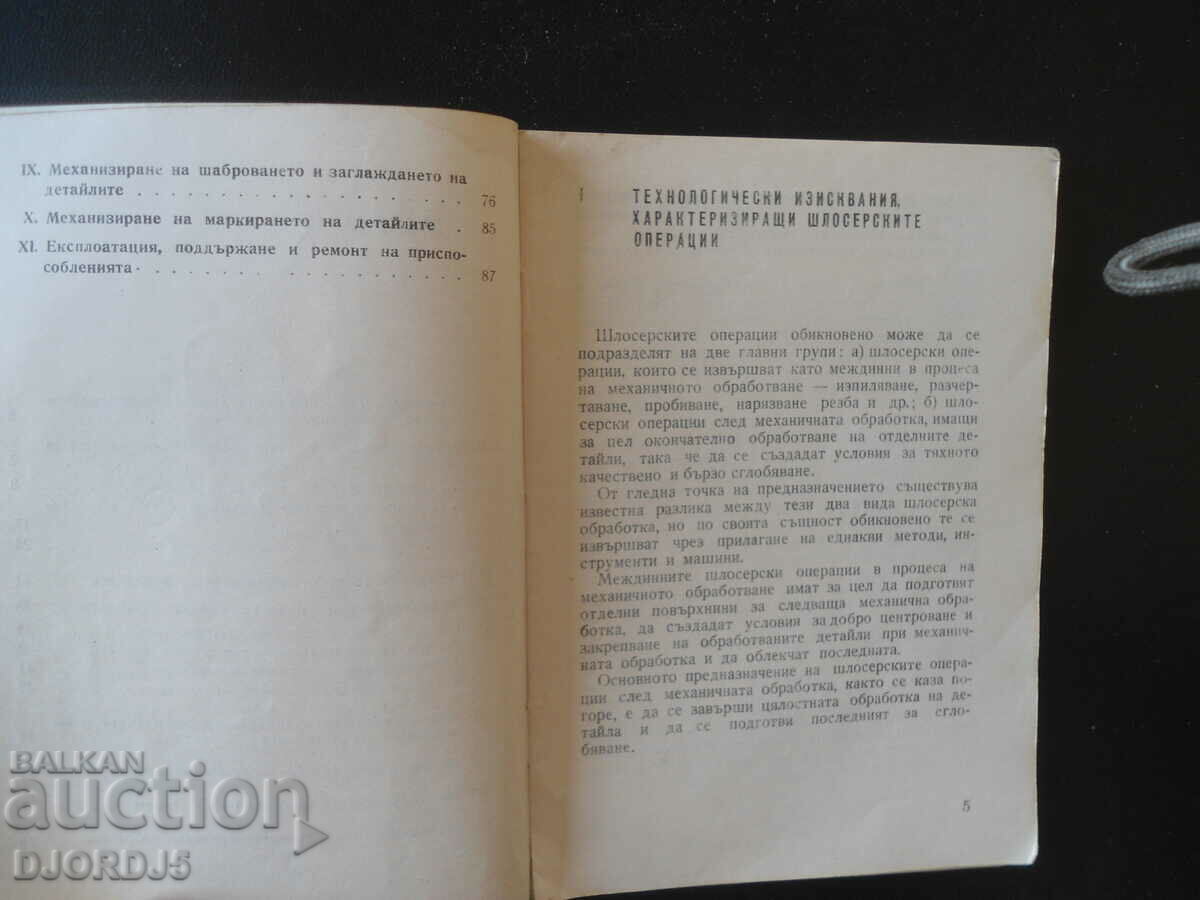 IX. Механизиране на шаброването и заглаждането на
детайлите . . . . . . . . . . . . . . . . 76
X. Механизиране на маркирането на детайлите . 85
XI. Експлоатация, поддържане и ремонт на приспо-
собленията . . . . . . . . . . . . . . . 87
I ТЕХНОЛОГИЧЕСКИ ИЗИСКВАНИЯ,
ХАРАКТЕРИЗИРАЩИ ШЛОСЕРСКИТЕ
ОПЕРАЦИИ
Шлосерските операции обикновено може да се
подразделят на две главни групи: а) шлосерски опе-
рации, които се извършват като междинни в процеса
на механичното обработване — изпиляване, разчер-
таване, пробиване, нарязване резба и др.; б) шло-
серски операции след механичната обработка, имащи
за цел окончателно обработване на отделните де-
тайли, така че да се създадат условия за тяхното
качествено и бързо сглобяване.
От гледна точка на предназначението съществува
известна разлика между тези два вида шлосерска
обработка, но по своята същност обикновено те се
извършват чрез прилагане на еднакви методи, ин-
струменти и машини.
Междинните шлосерски операции в процеса на
механичното обработване имат за цел да подготвят
отделни повърхнини за следваща механична обра-
ботка, да създадат условия за добро центроване и
закрепване на обработваните детайли при механич-
ната обработка и да облекчат последната.
Основното предназначение на шлосерските опера-
ции след механичната обработка, както се каза по-
горе, е да се завърши цялостната обработка на де-
тайла и да се подготви последният за сгло-
бяване.
5
BALKAN
auction
DJORDJ5